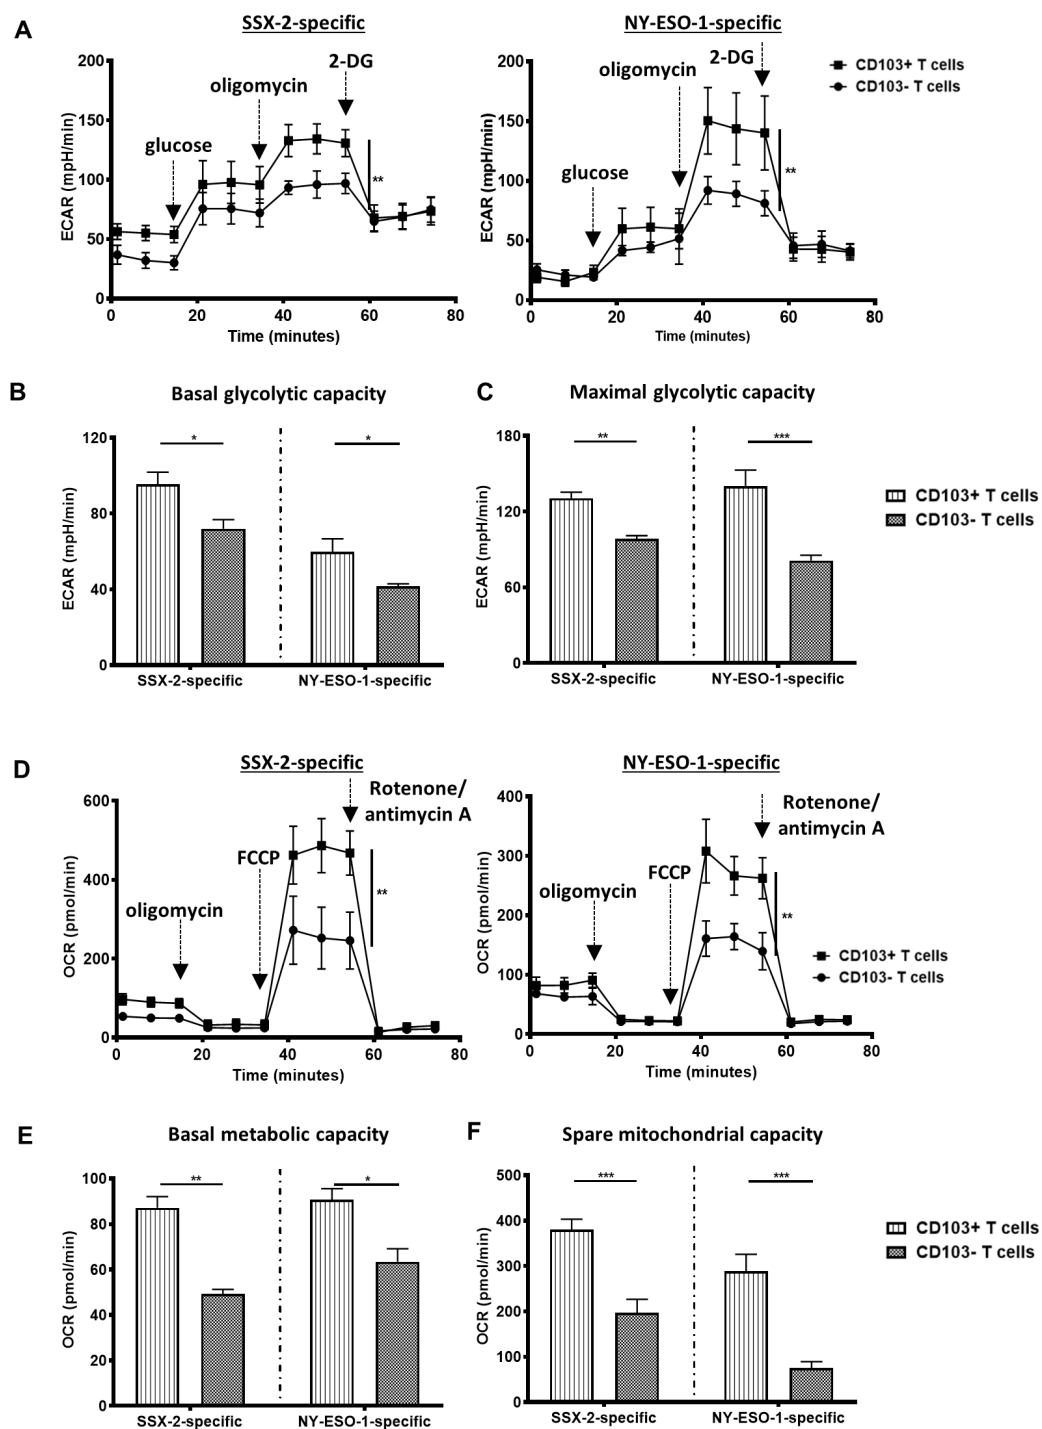 A
SSX-2-specific
NY-ESO-1-specific
CD103+ T cells
CD103- T cells
200
150
100
50
0
ECAR (mpH/min)
glucose
oligomycin
2-DG
**
0 20 40 60 80
Time (minutes)
200
150
100
50
0
ECAR (mpH/min)
glucose
oligomycin
2-DG
**
0 20 40 60 80
Time (minutes)
B
Basal glycolytic capacity
120
80
40
0
ECAR (mpH/min)
* *
SSX-2-specific NY-ESO-1-specific
C
Maximal glycolytic capacity
180
120
60
0
ECAR (mpH/min)
** ***
SSX-2-specific NY-ESO-1-specific
CD103+ T cells
CD103- T cells
D
SSX-2-specific
600
400
200
0
OCR (pmol/min)
oligomycin
FCCP
Rotenone/
antimycin A
**
0 20 40 60 80
Time (minutes)
NY-ESO-1-specific
400
300
200
100
0
OCR (pmol/min)
oligomycin
FCCP
Rotenone/
antimycin A
**
CD103+ T cells
CD103- T cells
0 20 40 60 80
Time (minutes)
E
Basal metabolic capacity
100
80
60
40
20
0
OCR (pmol/min)
** *
SSX-2-specific NY-ESO-1-specific
F
Spare mitochondrial capacity
500
400
300
200
100
0
OCR (pmol/min)
*** ***
SSX-2-specific NY-ESO-1-specific
CD103+ T cells
CD103- T cells